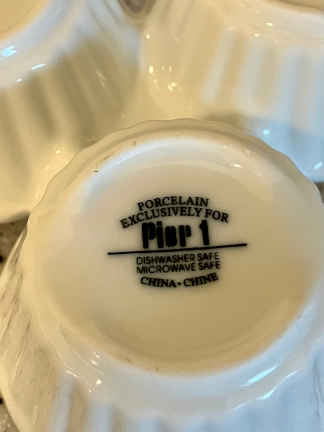 PORCELAIN
EXCLUSIVELY FOR
Pier 1
DISHWASHER SAFE
MICROWAVE SAFE
CHINA • CHINE